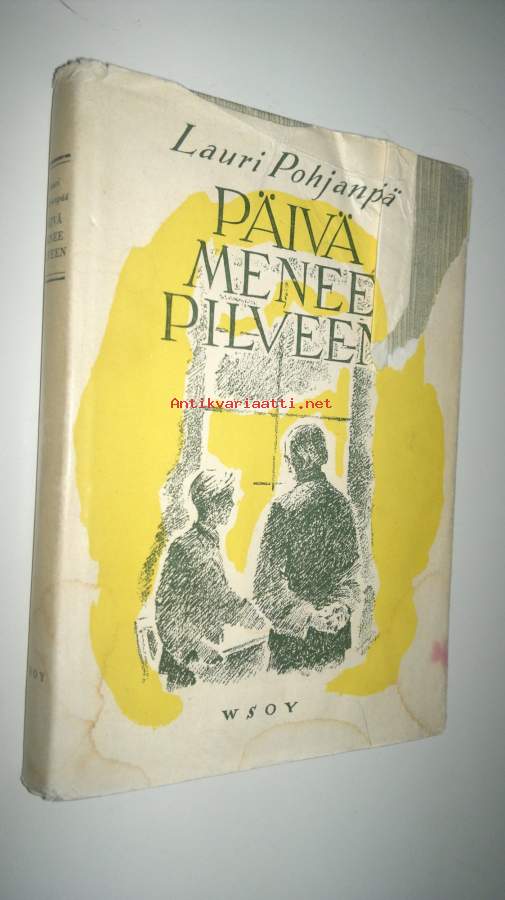 Lauri Pohjanpä
PÄIVÄ
MENEE
PILVEEN
Antikvariaatti.net
WSOY